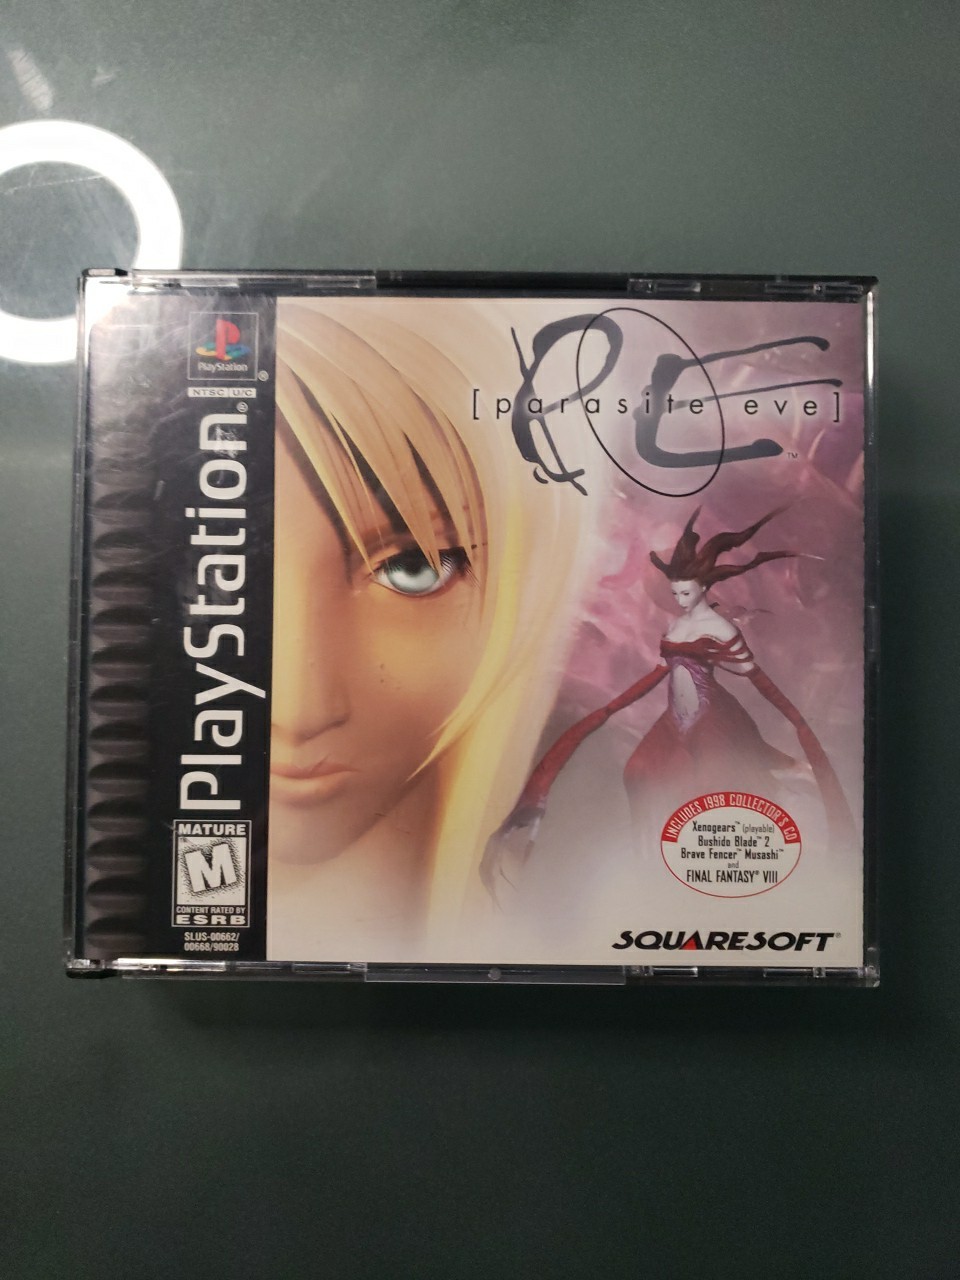 PlayStation
®
NTSC U/C
PlayStation®
MATURE
M
CONTENT RATED BY
ESRB
SLUS-00662/
00668/90028
PE
[parasite eve]
™
INCLUDES 1998 COLLECTOR'S CD
Xenogears™ (playable)
Bushido Blade™ 2
Brave Fencer™ Musashi™
and
FINAL FANTASY® VIII
SQUARESOFT®